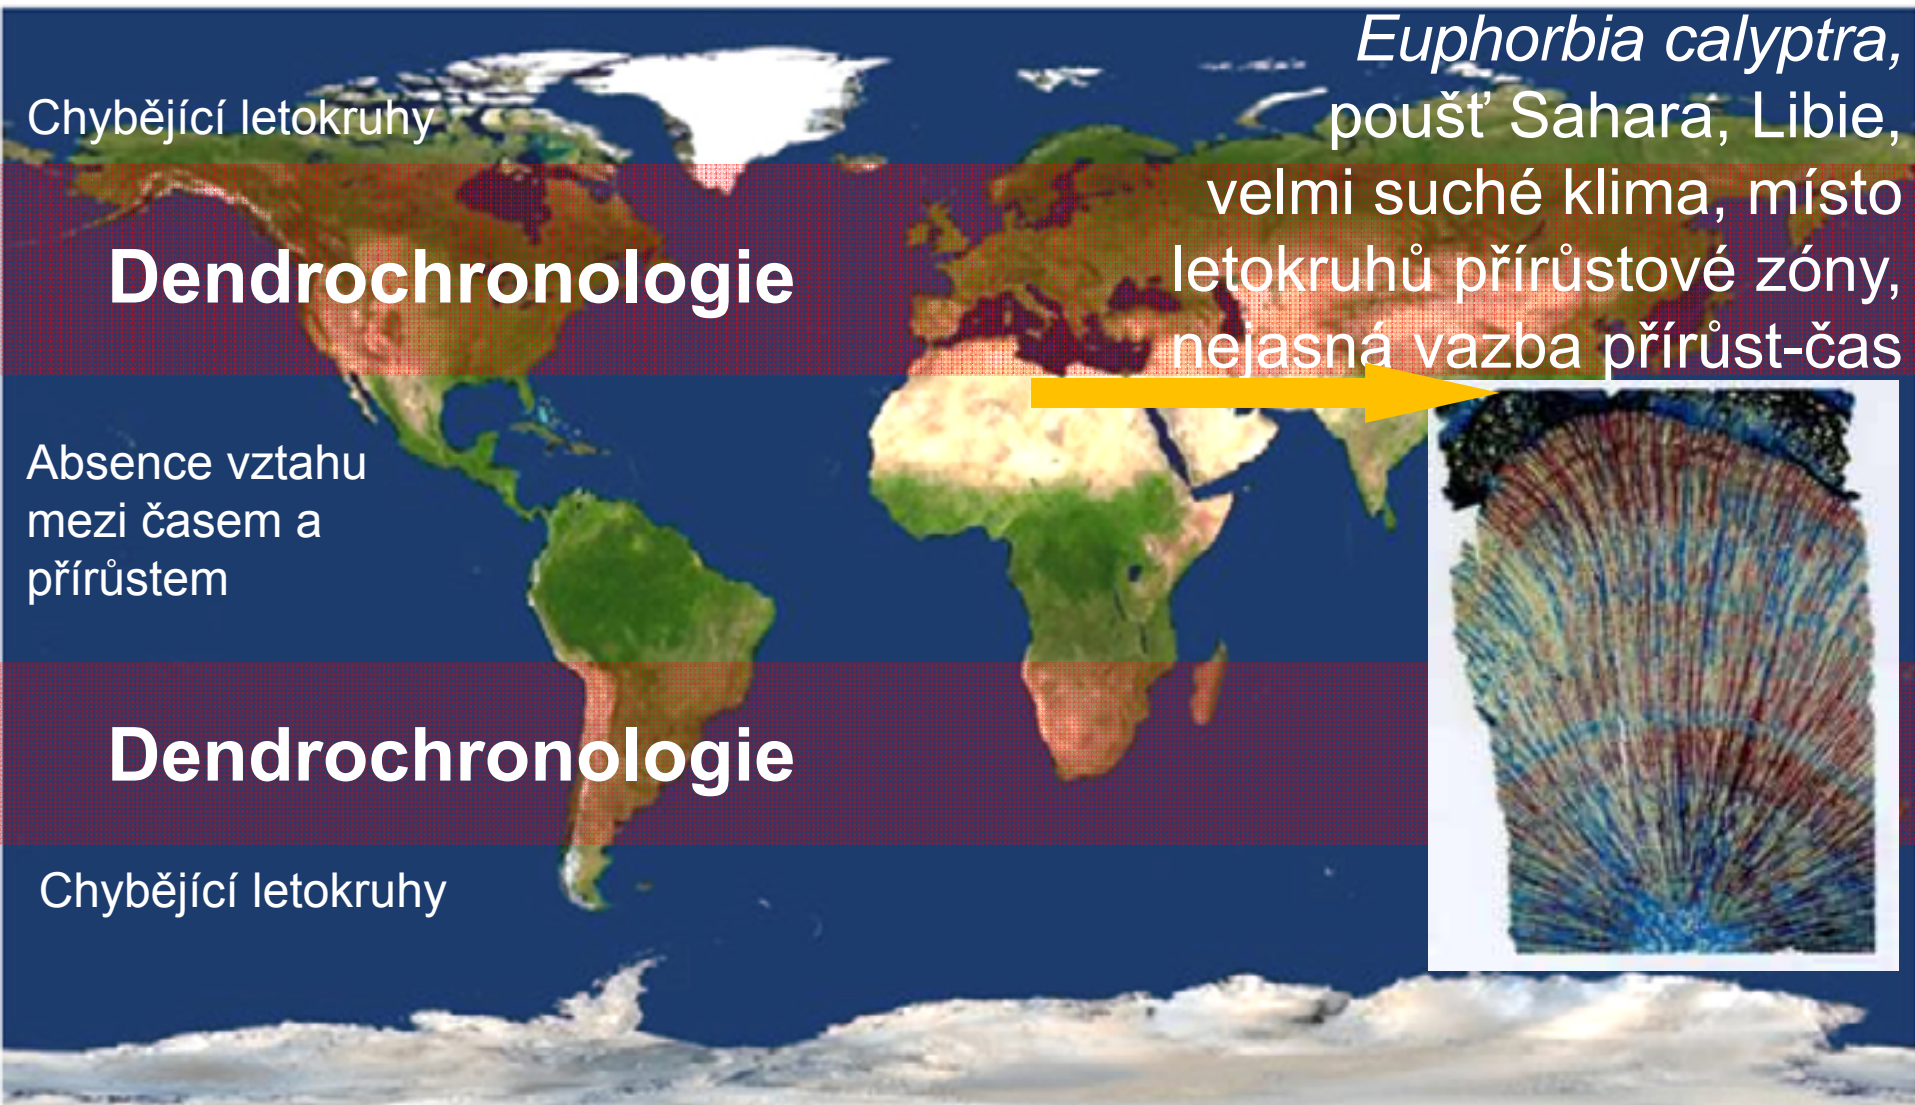 Euphorbia calyptra,
poušť Sahara, Libie,
velmi suché klima, místo
letokruhů přírůstové zóny,
nejasná vazba přírůst-čas
Chybějící letokruhy
Dendrochronologie
Absence vztahu
mezi časem a
přírůstem
Dendrochronologie
Chybějící letokruhy